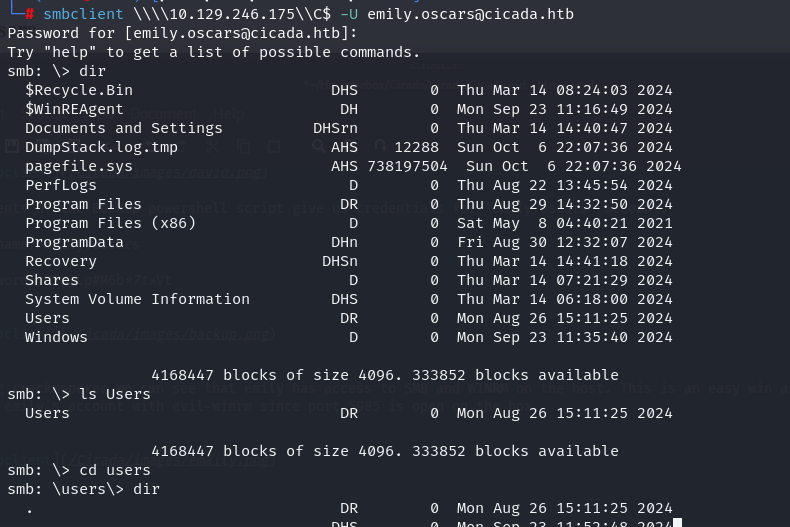 # smbclient \\\\10.129.246.175\\C$ -U emily.oscars@cicada.htb
Password for [emily.oscars@cicada.htb]:
Try "help" to get a list of possible commands.
smb: \> dir
  $Recycle.Bin                      DHS        0  Thu Mar 14 08:24:03 2024
  $WinREAgent                        DH        0  Mon Sep 23 11:16:49 2024
  Documents and Settings          DHSrn        0  Thu Mar 14 14:40:47 2024
  DumpStack.log.tmp                 AHS    12288  Sun Oct  6 22:07:36 2024
  pagefile.sys                      AHS 738197504  Sun Oct  6 22:07:36 2024
  PerfLogs                            D        0  Thu Aug 22 13:45:54 2024
  Program Files                      DR        0  Thu Aug 29 14:32:50 2024
  Program Files (x86)                 D        0  Sat May  8 04:40:21 2021
  ProgramData                       DHn        0  Fri Aug 30 12:32:07 2024
  Recovery                         DHSn        0  Thu Mar 14 14:41:18 2024
  Shares                              D        0  Thu Mar 14 07:21:29 2024
  System Volume Information         DHS        0  Thu Mar 14 06:18:00 2024
  Users                              DR        0  Mon Aug 26 15:11:25 2024
  Windows                             D        0  Mon Sep 23 11:35:40 2024
                4168447 blocks of size 4096. 333852 blocks available
smb: \> ls Users
  Users                              DR        0  Mon Aug 26 15:11:25 2024
                4168447 blocks of size 4096. 333852 blocks available
smb: \> cd users
smb: \users\> dir
  .                                  DR        0  Mon Aug 26 15:11:25 2024
                                    DHS        0  Mon Sep 23 11:52:48 2024